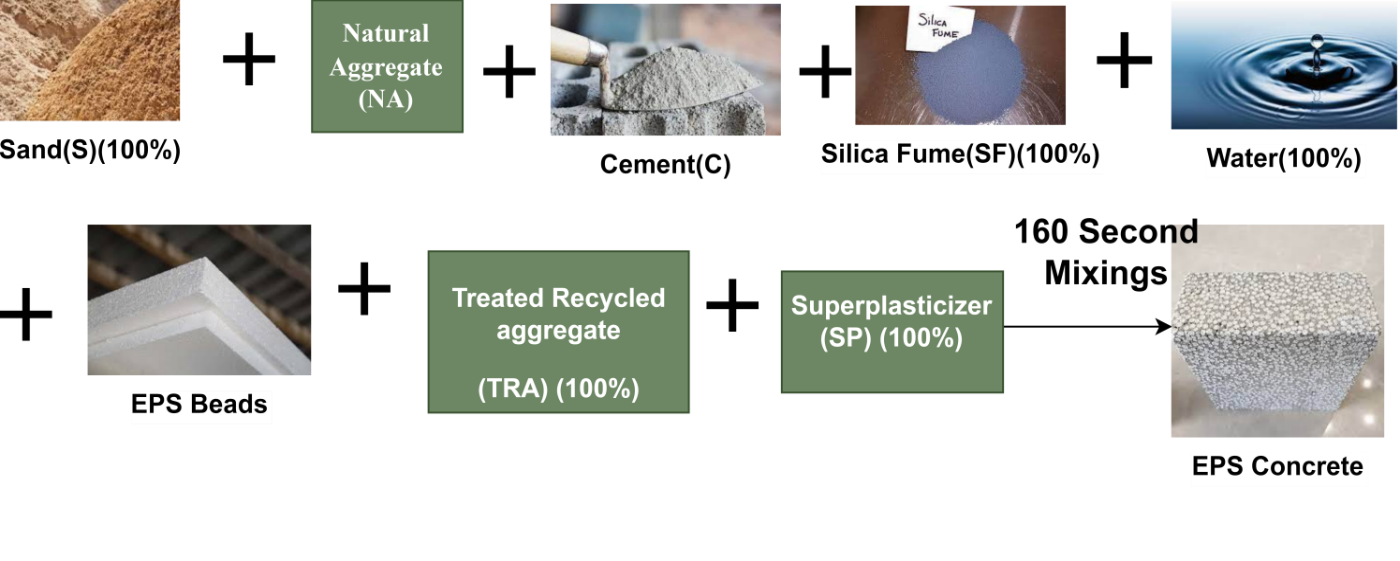 Natural
Aggregate
(NA)
Silica
Fume
Sand(S)(100%)
Cement(C)
Silica Fume(SF)(100%)
Water(100%)
160 Second
Mixings
Treated Recycled
aggregate
(TRA) (100%)
Superplasticizer
(SP) (100%)
EPS Beads
EPS Concrete